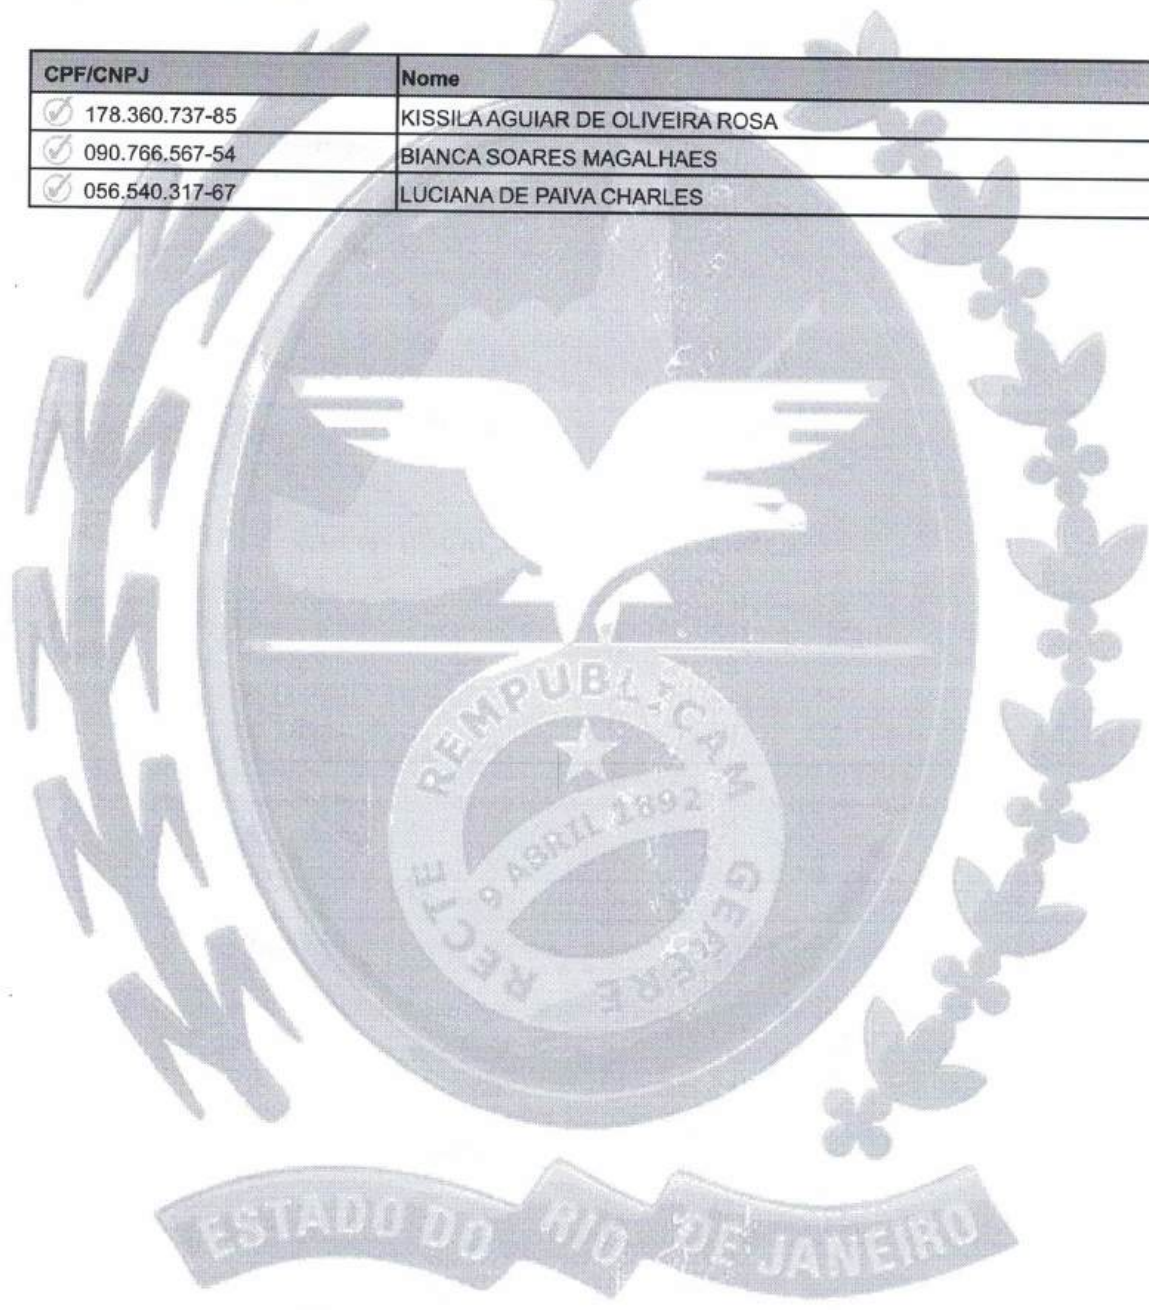 CPF/CNPJ Nome
178.360.737-85 KISSILA AGUIAR DE OLIVEIRA ROSA
090.766.567-54 BIANCA SOARES MAGALHAES
056.540.317-67 LUCIANA DE PAIVA CHARLES
RECTE REMPUBLICAM GERERE
9 ABRIL 1892
ESTADO DO RIO DE JANEIRO